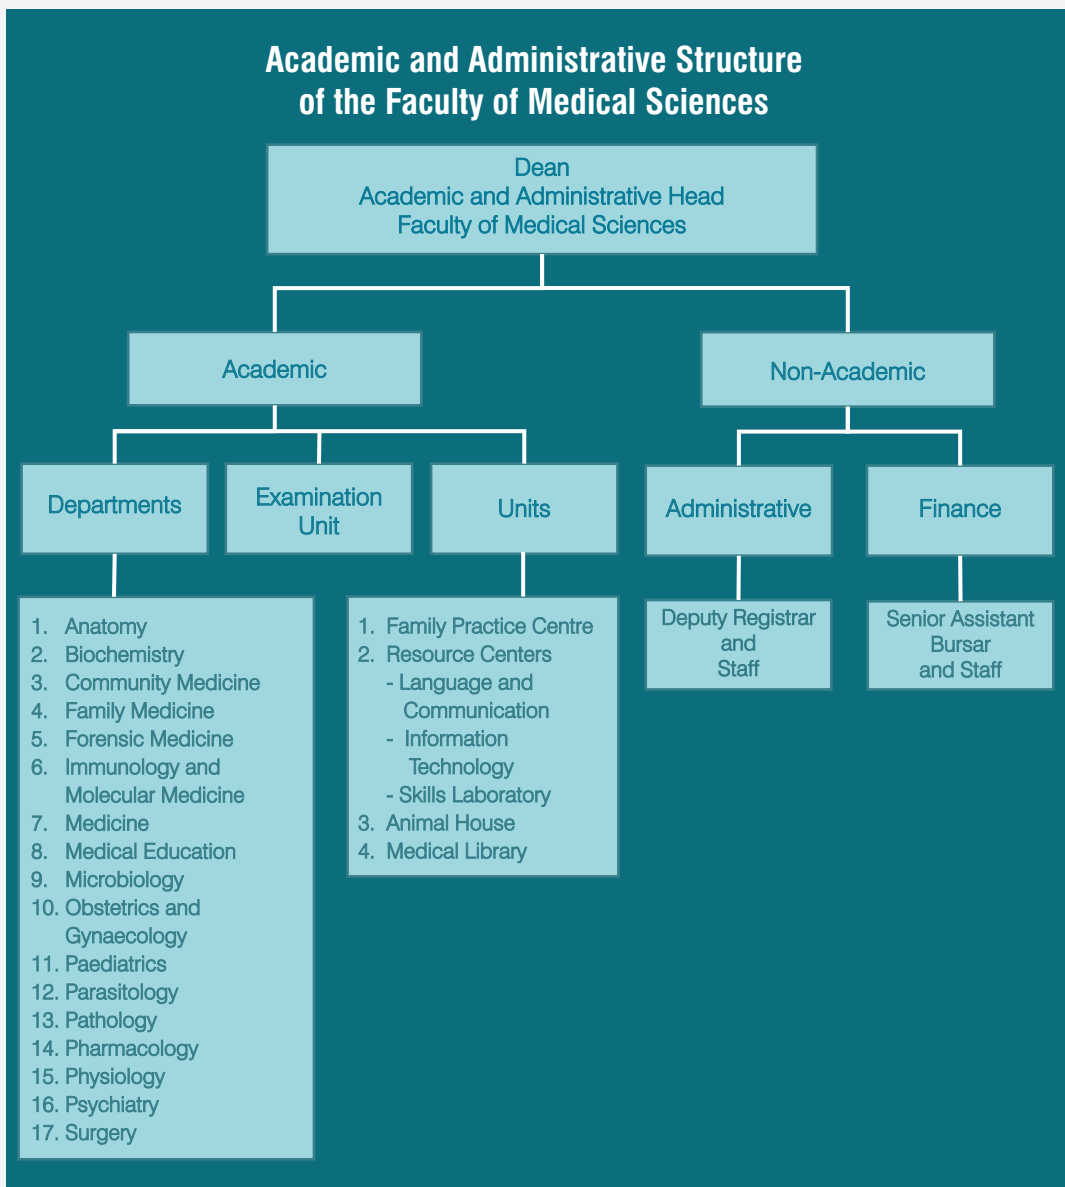 Academic and Administrative Structure
of the Faculty of Medical Sciences
Dean
Academic and Administrative Head
Faculty of Medical Sciences
Academic
Non-Academic
Departments
Examination
Unit
Units
Administrative
Finance
1. Anatomy
2. Biochemistry
3. Community Medicine
4. Family Medicine
5. Forensic Medicine
6. Immunology and
Molecular Medicine
7. Medicine
8. Medical Education
9. Microbiology
10. Obstetrics and
Gynaecology
11. Paediatrics
12. Parasitology
13. Pathology
14. Pharmacology
15. Physiology
16. Psychiatry
17. Surgery
1. Family Practice Centre
2. Resource Centers
- Language and
Communication
- Information
Technology
- Skills Laboratory
3. Animal House
4. Medical Library
Deputy Registrar
and
Staff
Senior Assistant
Bursar
and Staff